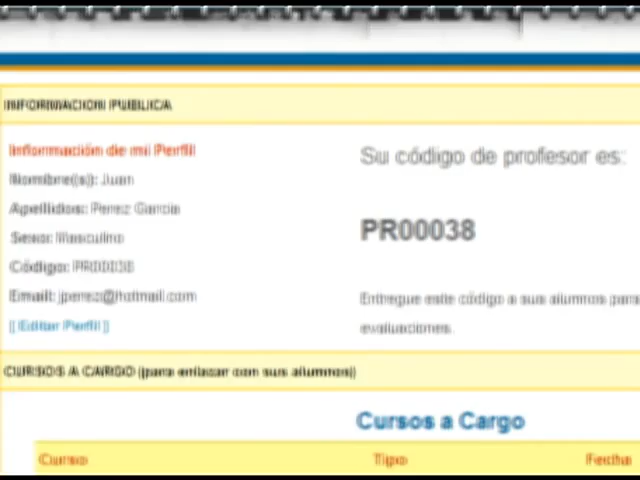 INFORMACION PUBLICA
Información de mi Perfil
Nombre(s): Juan
Apellidos: Perez Garcia
Sexo: Masculino
Código: PR00038
Email: jperez@hotmail.com
[ Editar Perfil ]
Su código de profesor es:
PR00038
Entregue este código a sus alumnos para
evaluaciones.
CURSOS A CARGO (para enlazar con sus alumnos)
Cursos a Cargo
Curso Tipo Fecha